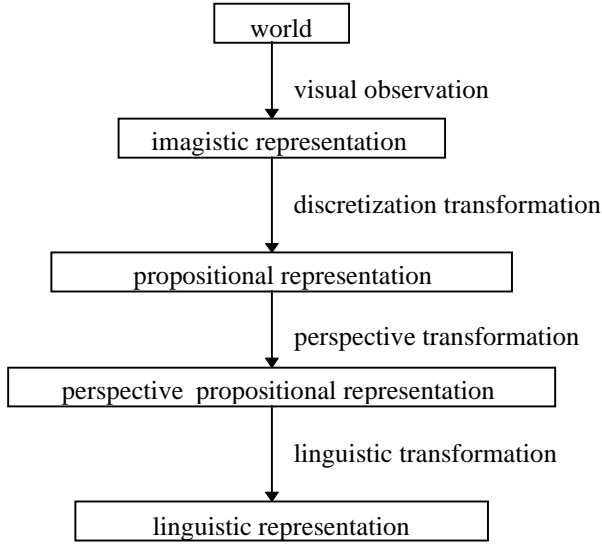 world
visual observation
imagistic representation
discretization transformation
propositional representation
perspective transformation
perspective propositional representation
linguistic transformation
linguistic representation